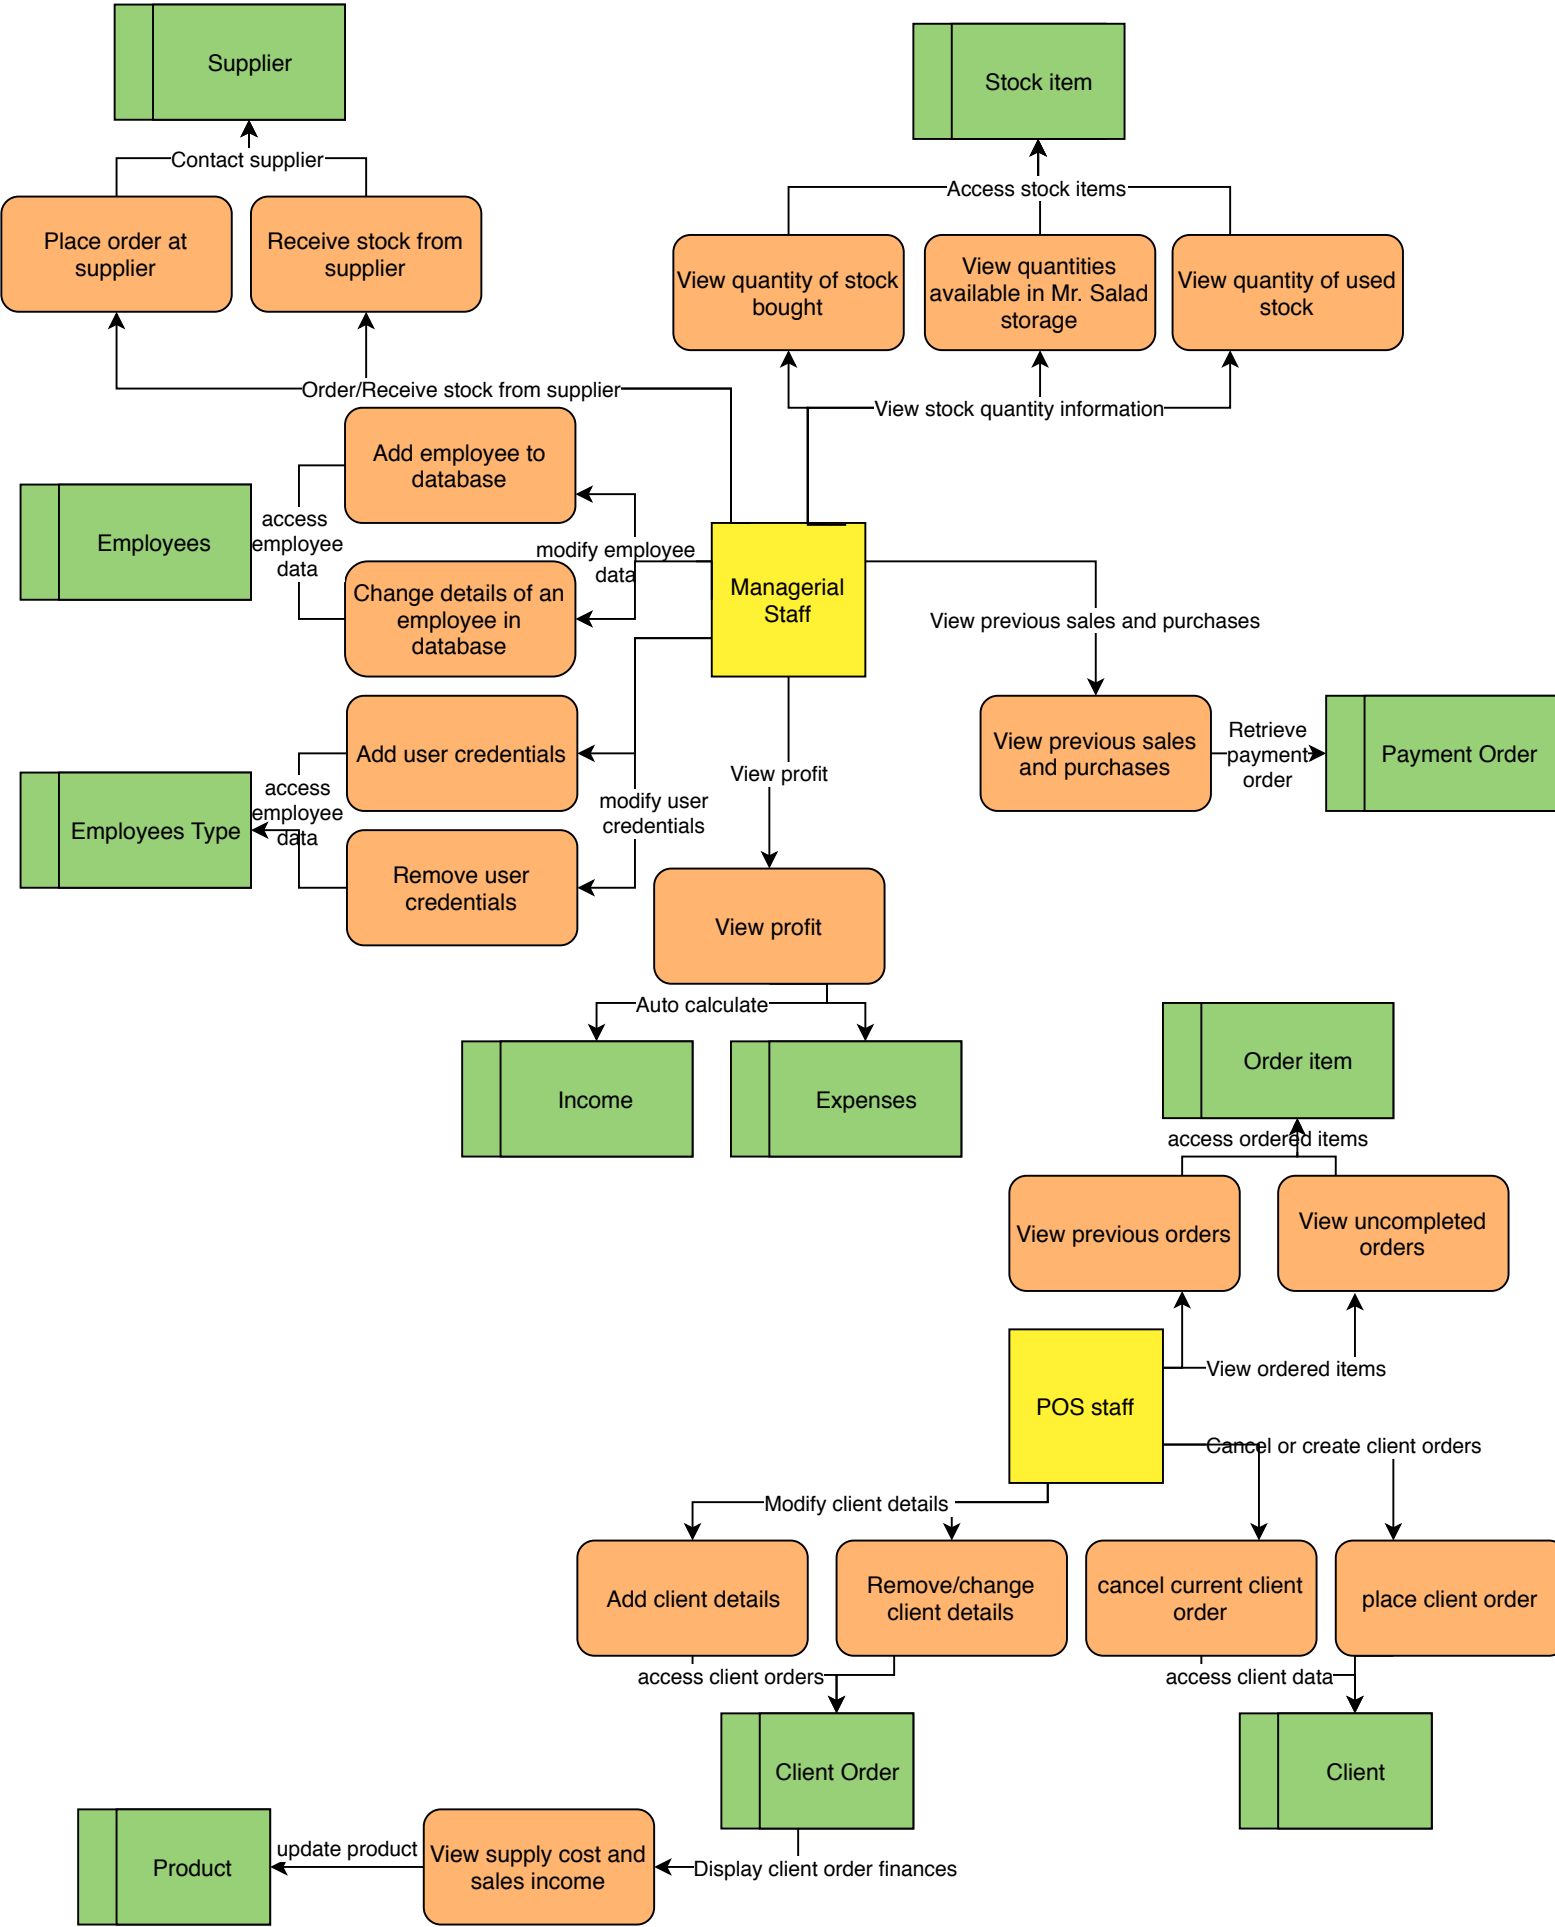 Supplier
Stock item
Contact supplier
Access stock items
Place order at
supplier
Receive stock from
supplier
View quantity of stock
bought
View quantities
available in Mr. Salad
storage
View quantity of used
stock
Order/Receive stock from supplier
View stock quantity information
Add employee to
database
Employees
access
employee
data
modify employee
data
Change details of an
employee in
database
Managerial
Staff
View previous sales and purchases
Add user credentials
View previous sales
and purchases
Retrieve
payment
order
Payment Order
View profit
Employees Type
access
employee
data
modify user
credentials
Remove user
credentials
View profit
Auto calculate
Income
Expenses
Order item
access ordered items
View previous orders
View uncompleted
orders
View ordered items
POS staff
Cancel or create client orders
Modify client details
Add client details
Remove/change
client details
cancel current client
order
place client order
access client orders
access client data
Client Order
Client
Product
update product
View supply cost and
sales income
Display client order finances